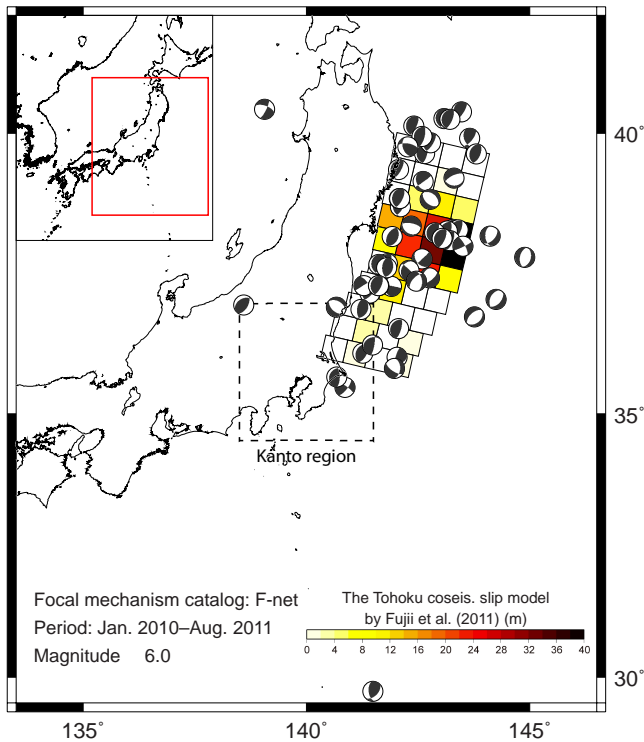 40°
35°
Kanto region
Focal mechanism catalog: F-net
Period: Jan. 2010–Aug. 2011
Magnitude 6.0
The Tohoku coseis. slip model
by Fujii et al. (2011) (m)
0 4 8 12 16 20 24 28 32 36 40
30°
135° 140° 145°